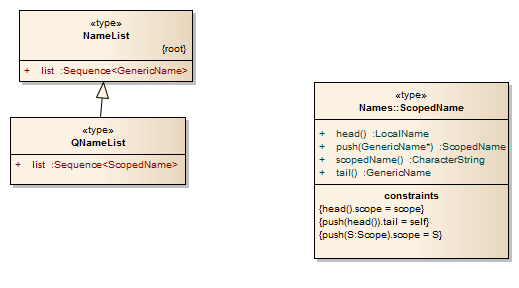 «type»
NameList
{root}
+ list :Sequence<GenericName>
«type»
QNameList
+ list :Sequence<ScopedName>
«type»
Names::ScopedName
+ head() :LocalName
+ push(GenericName*) :ScopedName
+ scopedName() :CharacterString
+ tail() :GenericName
constraints
{head().scope = scope}
{push(head()).tail = self}
{push(S:Scope).scope = S}